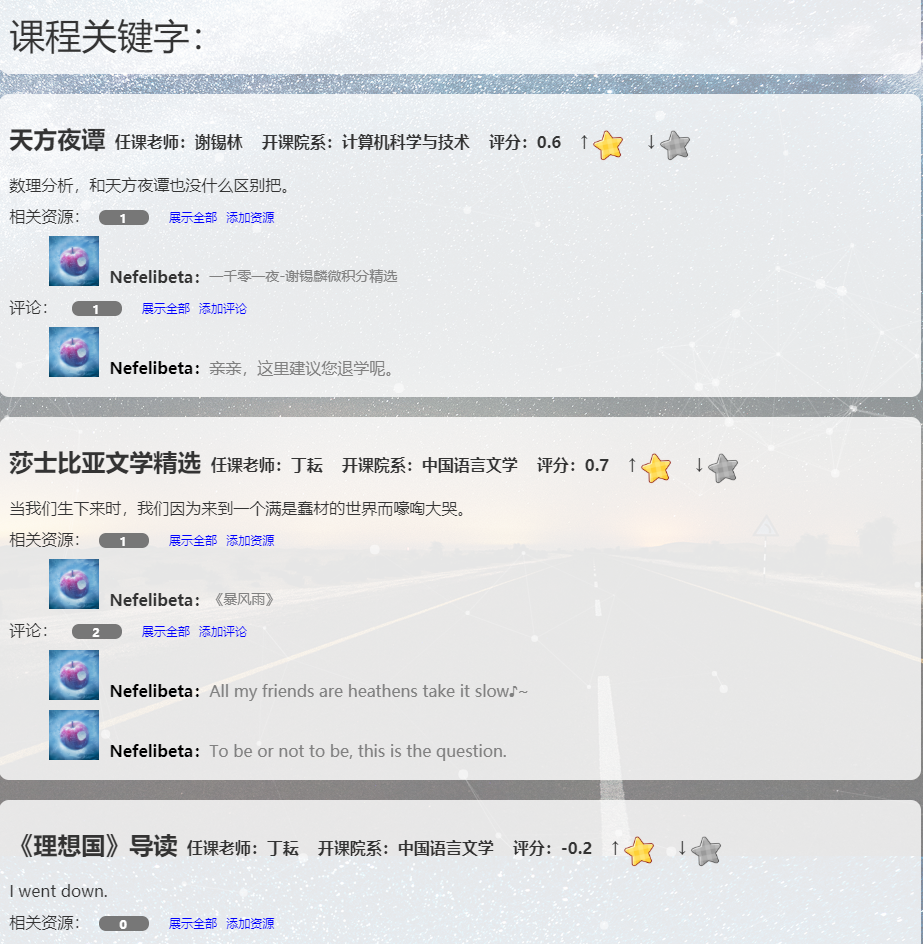 课程关键字：
天方夜谭 任课老师：谢锡林 开课院系：计算机科学与技术 评分：0.6 ↑ ↓
数理分析，和天方夜谭也没什么区别把。
相关资源： 1 展示全部 添加资源
Nefelibeta：一千零一夜-谢锡麟微积分精选
评论： 1 展示全部 添加评论
Nefelibeta：亲亲，这里建议您退学呢。
莎士比亚文学精选 任课老师：丁耘 开课院系：中国语言文学 评分：0.7 ↑ ↓
当我们生下来时，我们因为来到一个满是蠢材的世界而嚎啕大哭。
相关资源： 1 展示全部 添加资源
Nefelibeta：《暴风雨》
评论： 2 展示全部 添加评论
Nefelibeta：All my friends are heathens take it slow♪~
Nefelibeta：To be or not to be, this is the question.
《理想国》导读 任课老师：丁耘 开课院系：中国语言文学 评分：-0.2 ↑ ↓
I went down.
相关资源： 0 展示全部 添加资源